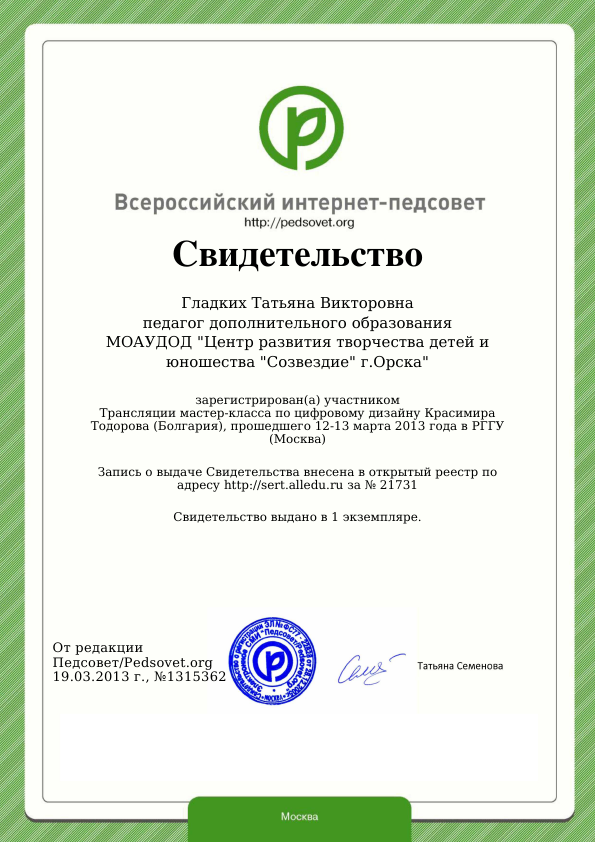 Всероссийский интернет-педсовет
http://pedsovet.org
Свидетельство
Гладких Татьяна Викторовна
педагог дополнительного образования
МОАУДОД "Центр развития творчества детей и
юношества "Созвездие" г.Орска"
зарегистрирован(а) участником
Трансляции мастер-класса по цифровому дизайну Красимира
Тодорова (Болгария), прошедшего 12-13 марта 2013 года в РГГУ
(Москва)
Запись о выдаче Свидетельства внесена в открытый реестр по
адресу http://sert.alledu.ru за № 21731
Свидетельство выдано в 1 экземпляре.
От редакции
Педсовет/Pedsovet.org
19.03.2013 г., №1315362
Татьяна Семенова
Москва